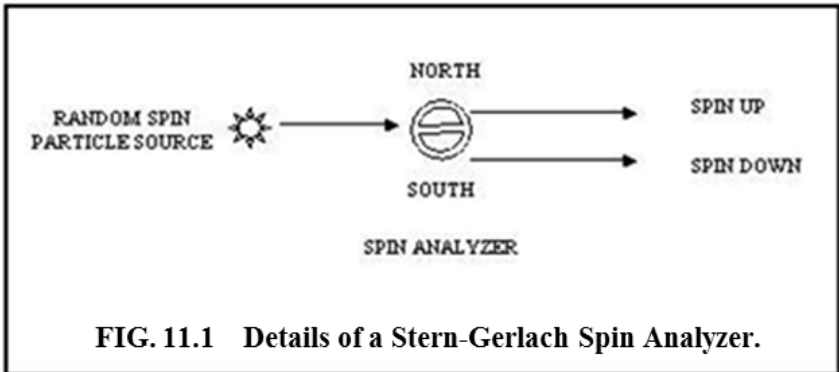 NORTH
RANDOM SPIN
PARTICLE SOURCE
SPIN UP
SPIN DOWN
SOUTH
SPIN ANALYZER
FIG. 11.1 Details of a Stern-Gerlach Spin Analyzer.